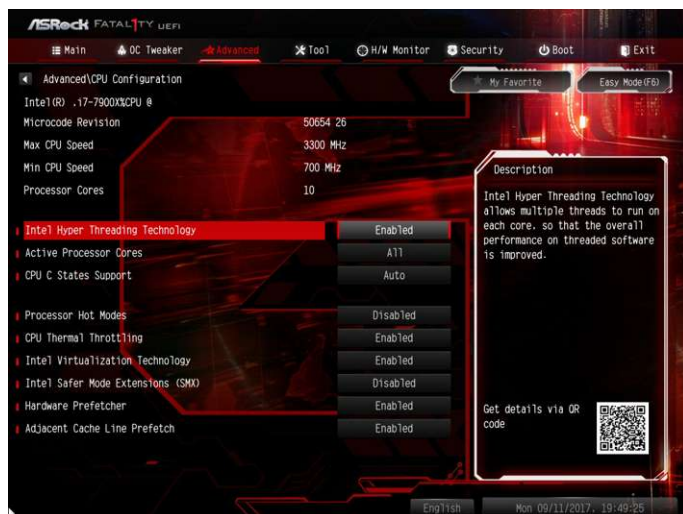 ASRock FATAL1TY UEFI
Main OC Tweaker Advanced Tool H/W Monitor Security Boot Exit
Advanced\CPU Configuration
My Favorite Easy Mode(F6)
Intel(R) .i7-7900X%CPU @
Microcode Revision 50654 26
Max CPU Speed 3300 MHz
Min CPU Speed 700 MHz
Processor Cores 10
Intel Hyper Threading Technology Enabled
Active Processor Cores All
CPU C States Support Auto
Processor Hot Modes Disabled
CPU Thermal Throttling Enabled
Intel Virtualization Technology Enabled
Intel Safer Mode Extensions (SMX) Disabled
Hardware Prefetcher Enabled
Adjacent Cache Line Prefetch Enabled
Description
Intel Hyper Threading Technology
allows multiple threads to run on
each core. so that the overall
performance on threaded software
is improved.
Get details via QR
code
English Mon 09/11/2017. 19:49:25